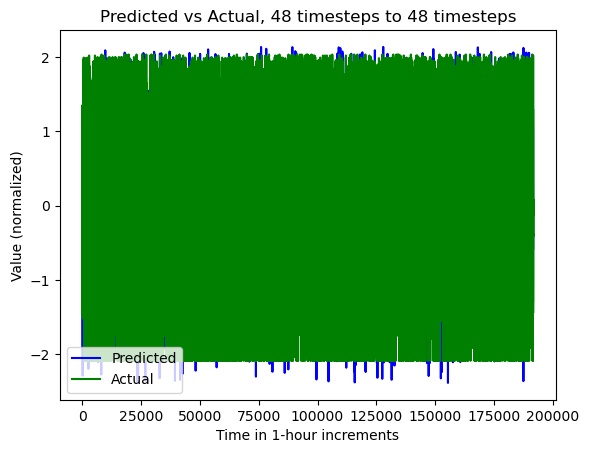 Predicted vs Actual, 48 timesteps to 48 timesteps
Value (normalized)
2
1
0
−1
−2
Predicted
Actual
0 25000 50000 75000 100000 125000 150000 175000 200000
Time in 1-hour increments